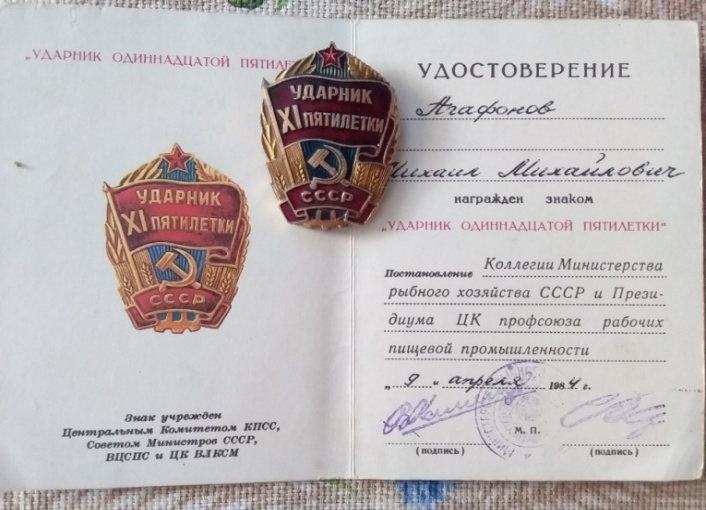 „УДАРНИК ОДИННАДЦАТОЙ ПЯТИЛЕТ
УДАРНИК
XI ПЯТИЛЕТКИ
СССР
Знак учрежден
Центральным Комитетом КПСС,
Советом Министров СССР,
ВЦСПС и ЦК ВЛКСМ
УДАРНИК
XI ПЯТИЛЕТКИ
СССР
УДОСТОВЕРЕНИЕ
Агафонов
Михаил Михайлович
награжден знаком
"УДАРНИК ОДИННАДЦАТОЙ ПЯТИЛЕТКИ"
Постановление Коллегии Министерства
рыбного хозяйства СССР и Прези-
диума ЦК профсоюза рабочих
пищевой промышленности
„ 9 " апреля 1984 г.
М. П.
(подпись) (подпись)